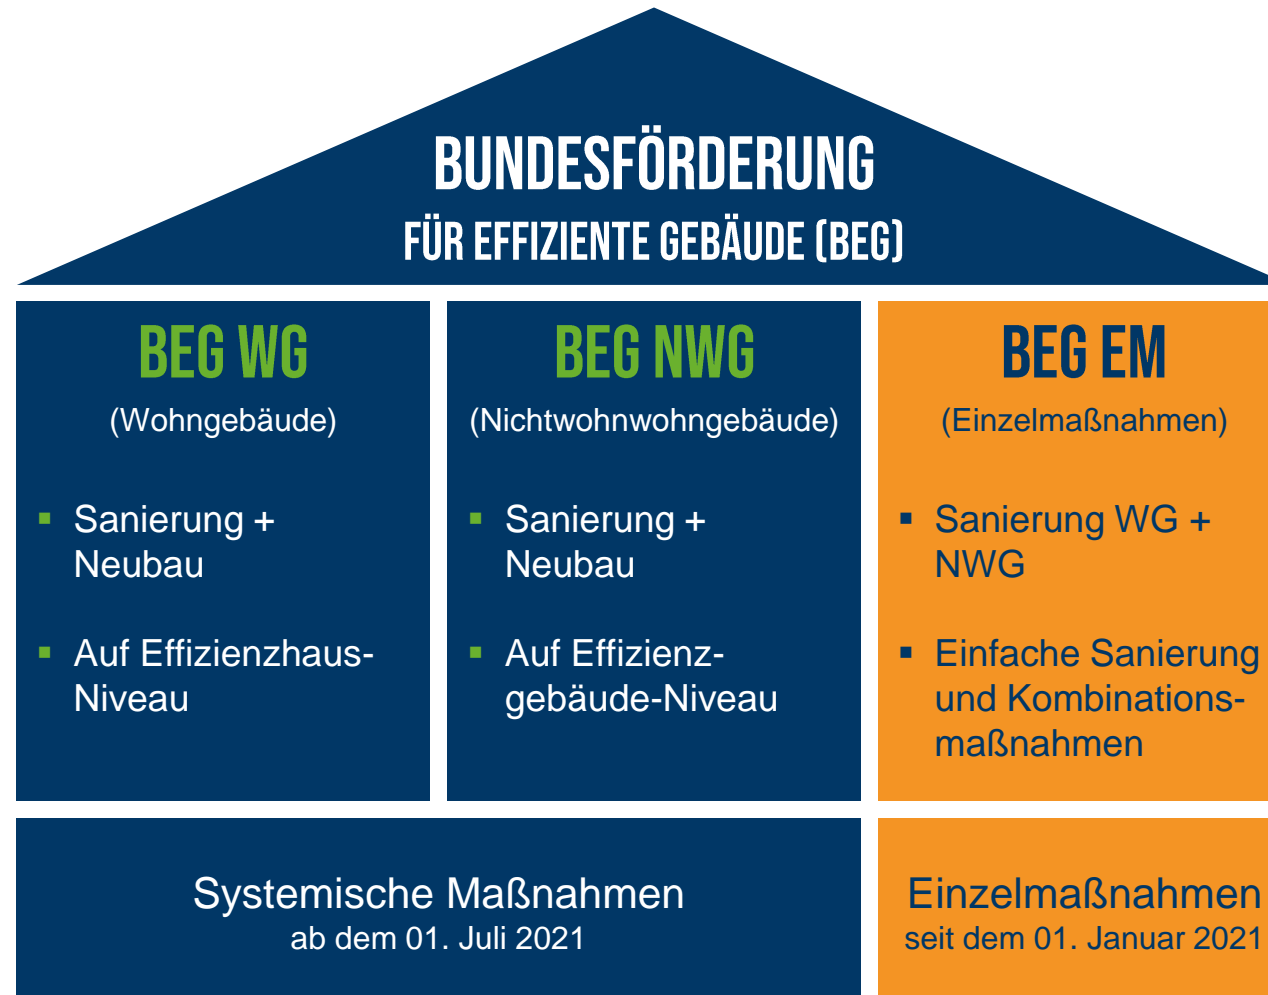 BUNDESFÖRDERUNG
FÜR EFFIZIENTE GEBÄUDE (BEG)
BEG WG
(Wohngebäude)
▪ Sanierung +
Neubau
▪ Auf Effizienzhaus-
Niveau
BEG NWG
(Nichtwohnwohngebäude)
▪ Sanierung +
Neubau
▪ Auf Effizienz-
gebäude-Niveau
BEG EM
(Einzelmaßnahmen)
▪ Sanierung WG +
NWG
▪ Einfache Sanierung
und Kombinations-
maßnahmen
Systemische Maßnahmen
ab dem 01. Juli 2021
Einzelmaßnahmen
seit dem 01. Januar 2021